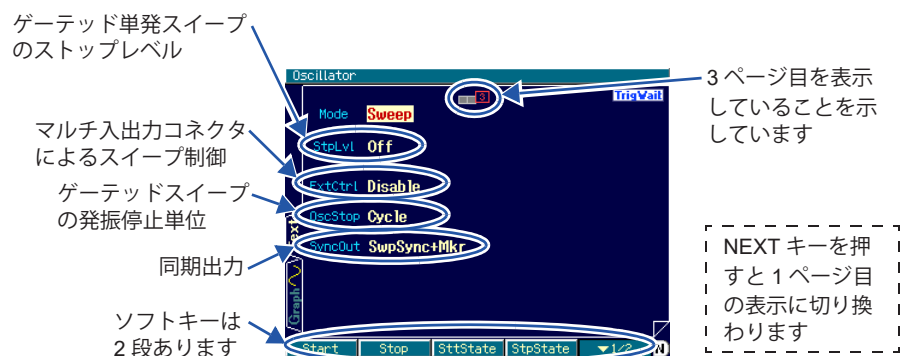 ゲーテッド単発スイープ
のストップレベル
マルチ入出力コネクタ
によるスイープ制御
ゲーテッドスイープ
の発振停止単位
同期出力
ソフトキーは
2 段あります
Oscillator
3
TrigWait
Mode Sweep
StpLvl Off
ExtCtrl Disable
OscStop Cycle
SyncOut SwpSync+Mkr
Text
Graph
Start Stop SttState StpState ▼1/2 N
3 ページ目を表示
していることを示
しています
NEXT キーを押
すと 1 ページ目
の表示に切り換
わります